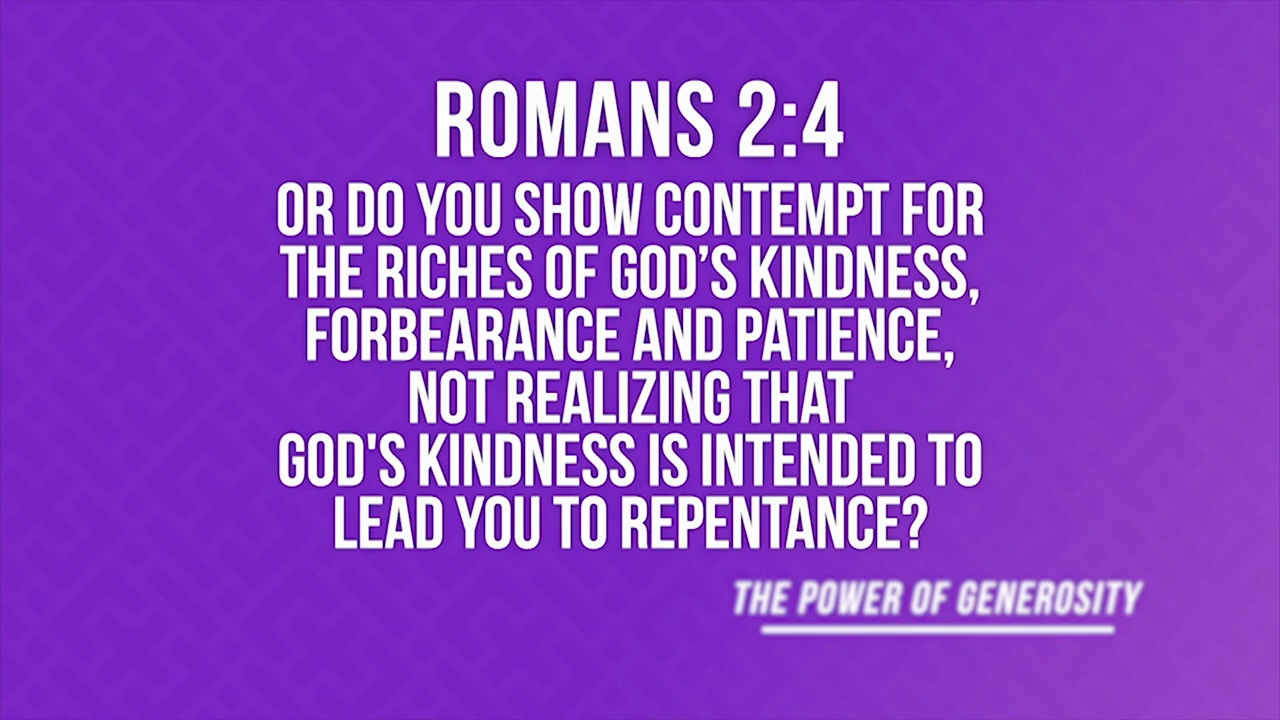 ROMANS 2:4
OR DO YOU SHOW CONTEMPT FOR
THE RICHES OF GOD’S KINDNESS,
FORBEARANCE AND PATIENCE,
NOT REALIZING THAT
GOD'S KINDNESS IS INTENDED TO
LEAD YOU TO REPENTANCE?
THE POWER OF GENEROSITY